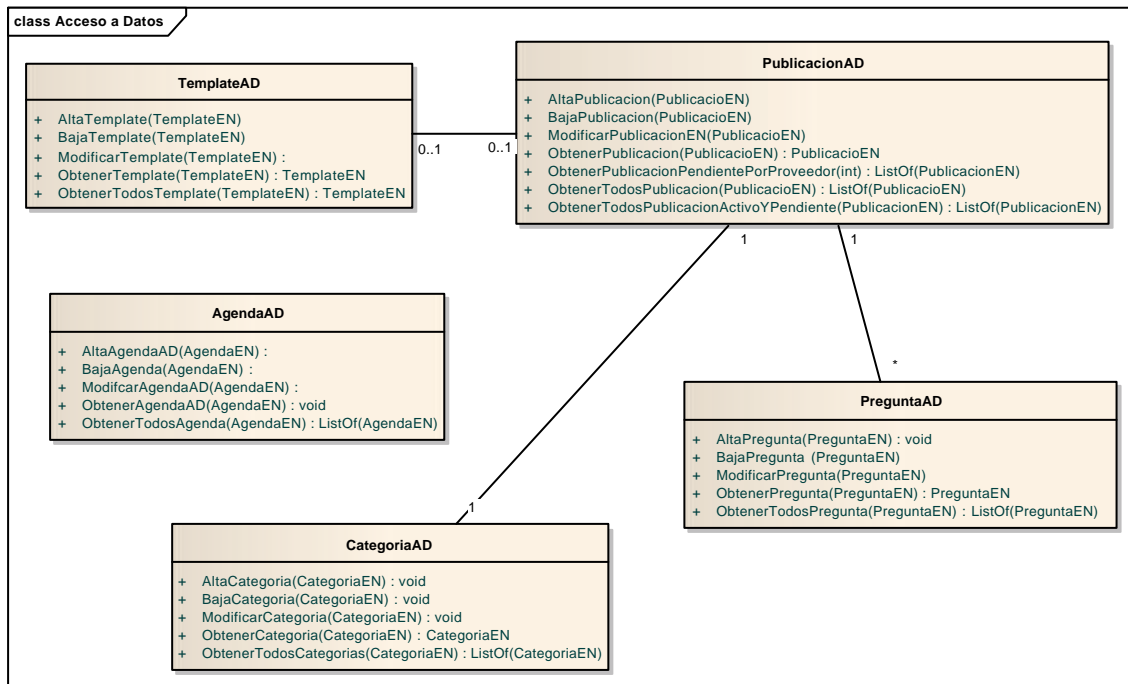 class Acceso a Datos
TemplateAD
+ AltaTemplate(TemplateEN)
+ BajaTemplate(TemplateEN)
+ ModificarTemplate(TemplateEN) :
+ ObtenerTemplate(TemplateEN) : TemplateEN
+ ObtenerTodosTemplate(TemplateEN) : TemplateEN
0..1
0..1
PublicacionAD
+ AltaPublicacion(PublicacioEN)
+ BajaPublicacion(PublicacioEN)
+ ModificarPublicacionEN(PublicacioEN)
+ ObtenerPublicacion(PublicacioEN) : PublicacioEN
+ ObtenerPublicacionPendientePorProveedor(int) : ListOf(PublicacionEN)
+ ObtenerTodosPublicacion(PublicacioEN) : ListOf(PublicacioEN)
+ ObtenerTodosPublicacionActivoYPendiente(PublicacionEN) : ListOf(PublicacionEN)
1
1
AgendaAD
+ AltaAgendaAD(AgendaEN) :
+ BajaAgenda(AgendaEN) :
+ ModifcarAgendaAD(AgendaEN) :
+ ObtenerAgendaAD(AgendaEN) : void
+ ObtenerTodosAgenda(AgendaEN) : ListOf(AgendaEN)
*
PreguntaAD
+ AltaPregunta(PreguntaEN) : void
+ BajaPregunta (PreguntaEN)
+ ModificarPregunta(PreguntaEN)
+ ObtenerPregunta(PreguntaEN) : PreguntaEN
+ ObtenerTodosPregunta(PreguntaEN) : ListOf(PreguntaEN)
1
CategoriaAD
+ AltaCategoria(CategoriaEN) : void
+ BajaCategoria(CategoriaEN) : void
+ ModificarCategoria(CategoriaEN) : void
+ ObtenerCategoria(CategoriaEN) : CategoriaEN
+ ObtenerTodosCategorias(CategoriaEN) : ListOf(CategoriaEN)